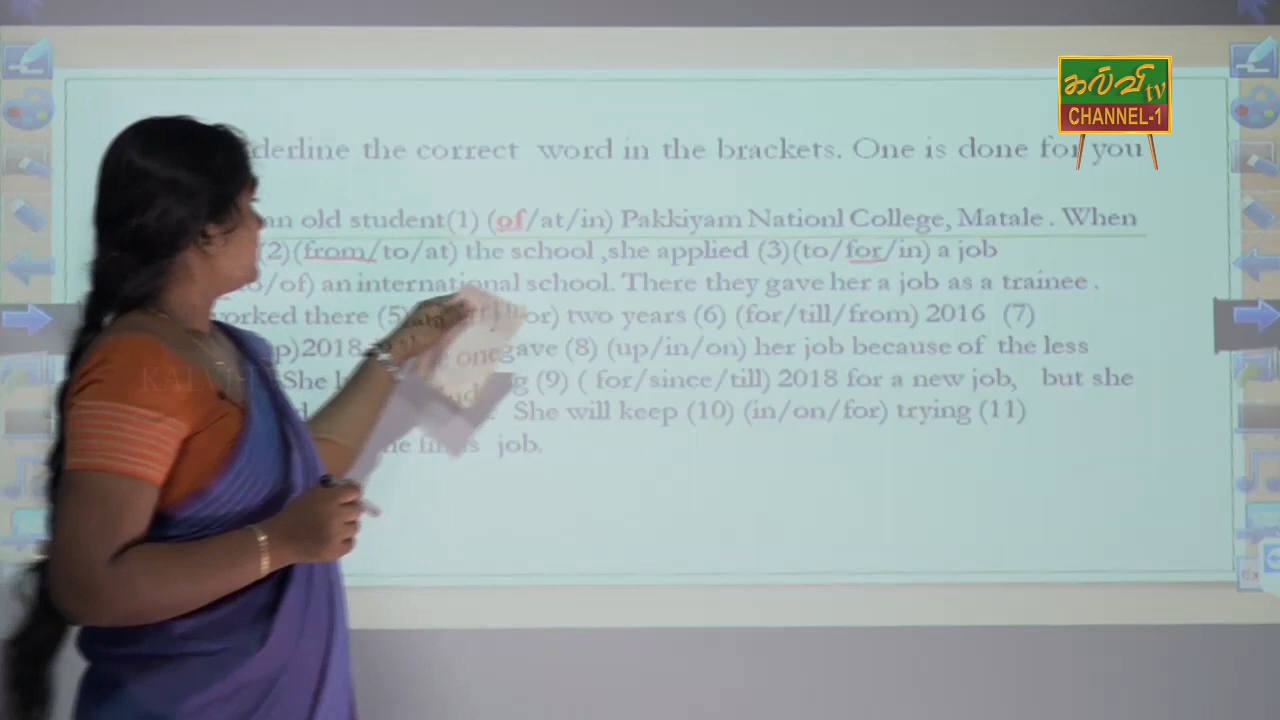 கல்வி tv
CHANNEL-1
derline the correct word in the brackets. One is done for you
an old student(1) (of/at/in) Pakkiyam Nationl College, Matale . When
2)(from/to/at) the school ,she applied (3)(to/for/in) a job
/of) an international school. There they gave her a job as a trainee .
orked there (5) or) two years (6) (for/till/from) 2016 (7)
p)2018 gave (8) (up/in/on) her job because of the less
She g (9) ( for/since/till) 2018 for a new job, but she
She will keep (10) (in/on/for) trying (11)
job.